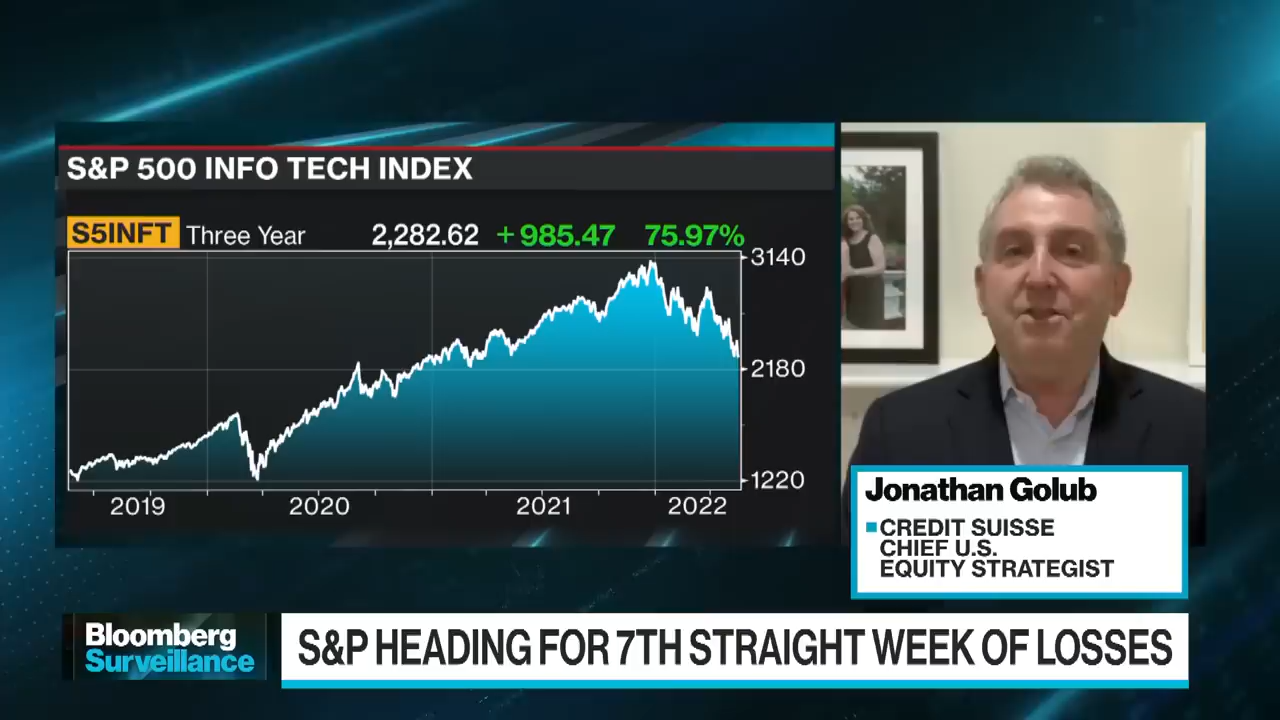 S&P 500 INFO TECH INDEX
S5INFT Three Year 2,282.62 +985.47 75.97%
3140
2180
1220
2019 2020 2021 2022
Jonathan Golub
CREDIT SUISSE
CHIEF U.S.
EQUITY STRATEGIST
Bloomberg
Surveillance
S&P HEADING FOR 7TH STRAIGHT WEEK OF LOSSES